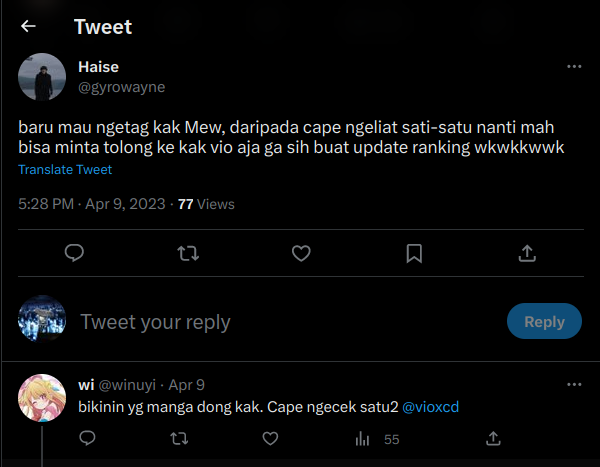 Tweet
Haise
@gyrowayne
baru mau ngetag kak Mew, daripada cape ngeliat sati-satu nanti mah
bisa minta tolong ke kak vio aja ga sih buat update ranking wkwkkwwk
Translate Tweet
5:28 PM · Apr 9, 2023 · 77 Views
Tweet your reply
Reply
wi @winuyi · Apr 9
bikinin yg manga dong kak. Cape ngecek satu2 @vioxcd
55